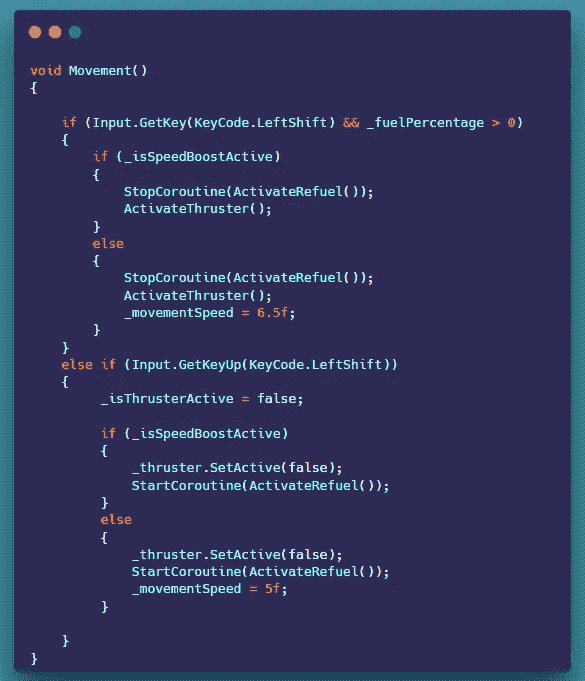 void Movement()
{
if (Input.GetKey(KeyCode.LeftShift) && _fuelPercentage > 0)
{
if (_isSpeedBoostActive)
{
StopCoroutine(ActivateRefuel());
ActivateThruster();
}
else
{
StopCoroutine(ActivateRefuel());
ActivateThruster();
_movementSpeed = 6.5f;
}
}
else if (Input.GetKeyUp(KeyCode.LeftShift))
{
_isThrusterActive = false;
if (_isSpeedBoostActive)
{
_thruster.SetActive(false);
StartCoroutine(ActivateRefuel());
}
else
{
_thruster.SetActive(false);
StartCoroutine(ActivateRefuel());
_movementSpeed = 5f;
}
}
}